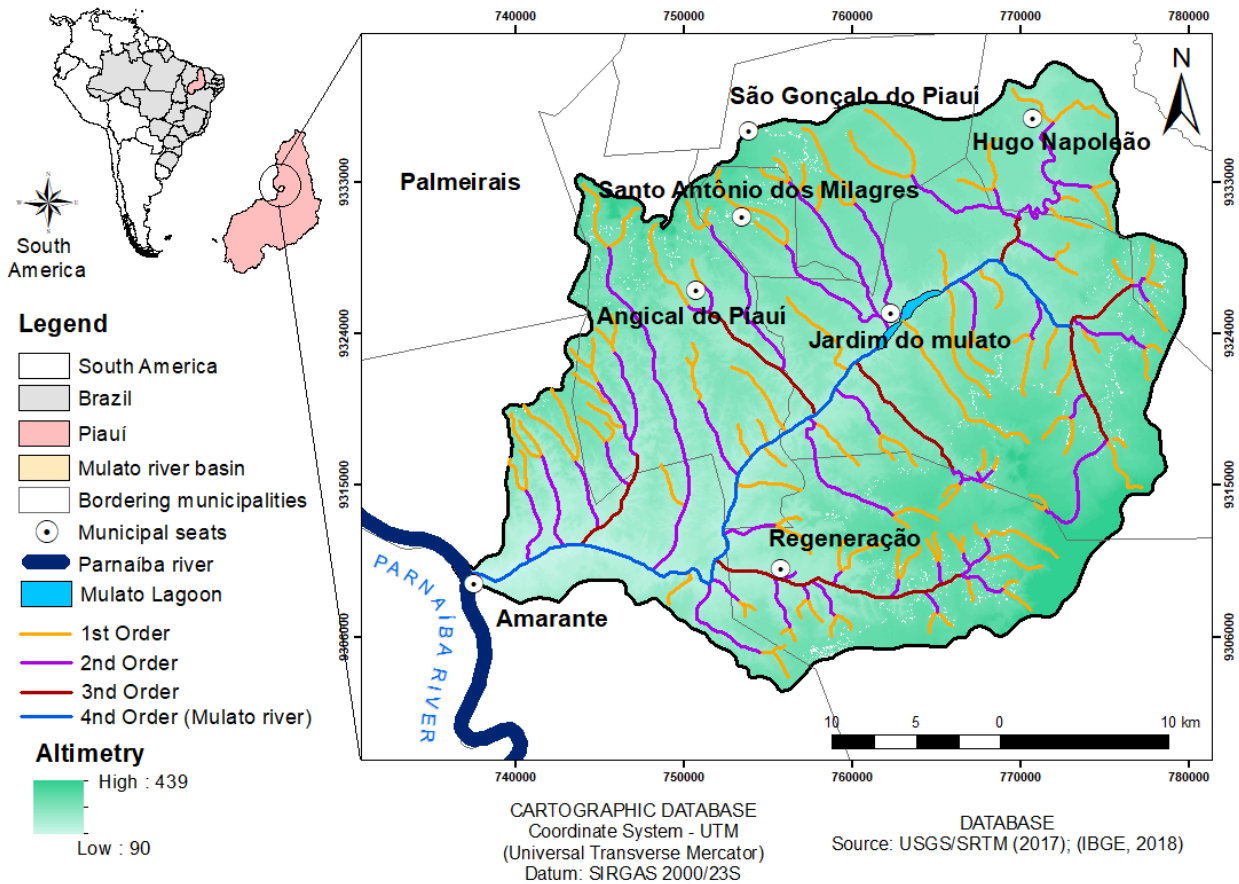 740000 750000 760000 770000 780000
N
São Gonçalo do Piauí
Hugo Napoleão
Palmeirais
Santo Antônio dos Milagres
9333000
9333000
N
W E
S
South
America
Angical do Piauí
Jardim do mulato
9324000
9324000
Legend
South America
Brazil
Piauí
Mulato river basin
Bordering municipalities
Municipal seats
Parnaíba river
Mulato Lagoon
1st Order
2nd Order
3nd Order
4nd Order (Mulato river)
9315000
9315000
Regeneração
Amarante
PARNAÍBA RIVER
9306000
9306000
10 5 0 10 km
Altimetry
High : 439
Low : 90
740000 750000 760000 770000 780000
CARTOGRAPHIC DATABASE
Coordinate System - UTM
(Universal Transverse Mercator)
Datum: SIRGAS 2000/23S
DATABASE
Source: USGS/SRTM (2017); (IBGE, 2018)